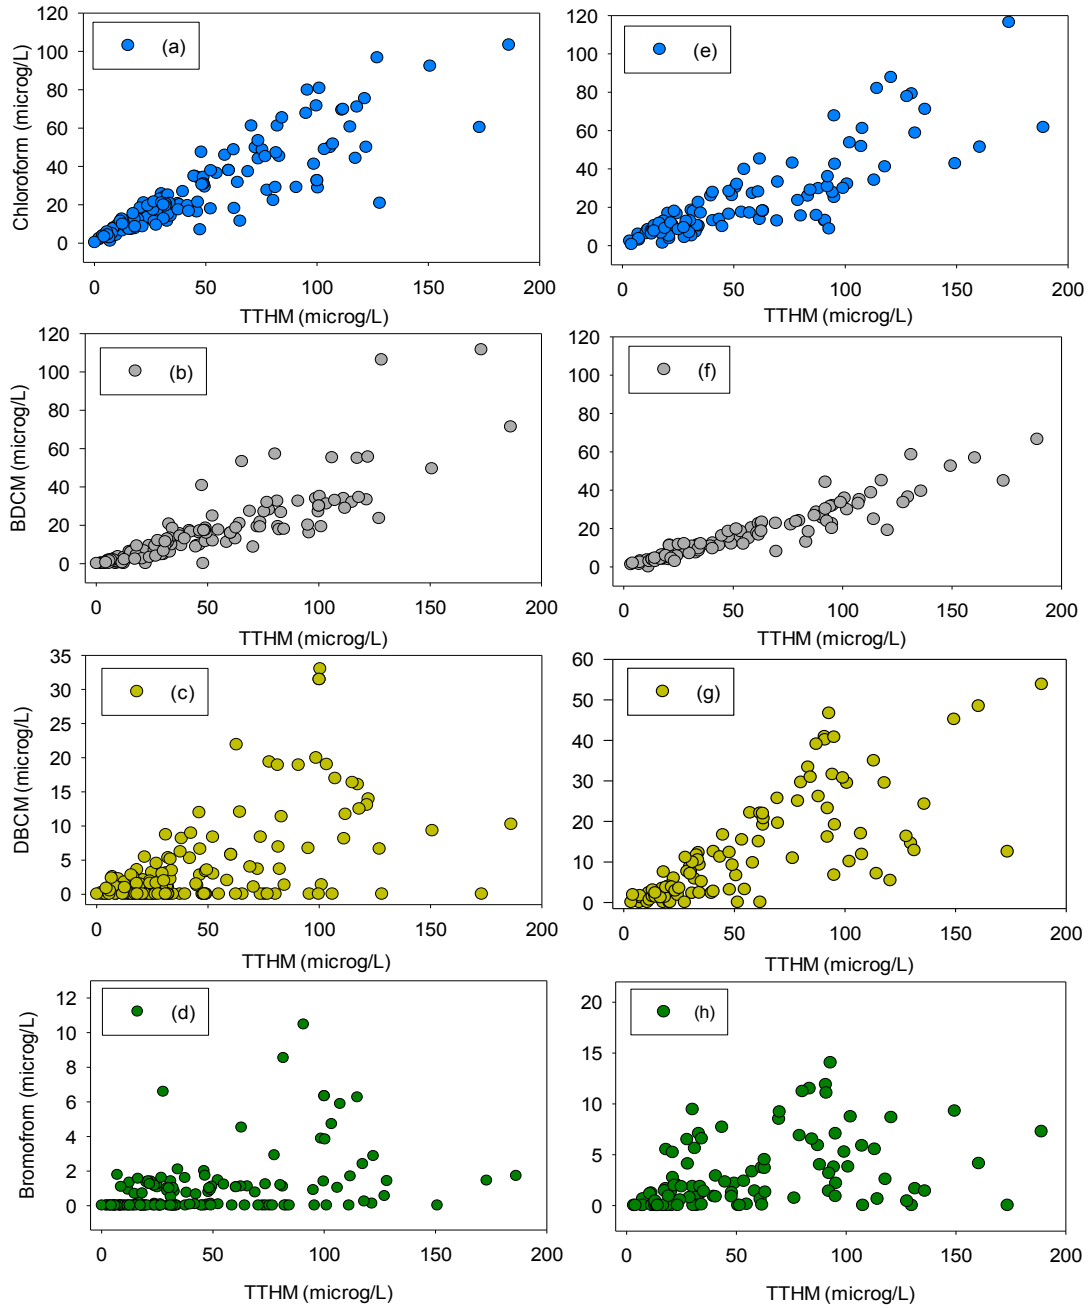 (a)
Chloroform (microg/L)
120
100
80
60
40
20
0
0 50 100 150 200
TTHM (microg/L)
(e)
120
100
80
60
40
20
0
0 50 100 150 200
TTHM (microg/L)
(b)
BDCM (microg/L)
120
100
80
60
40
20
0
0 50 100 150 200
TTHM (microg/L)
(f)
120
100
80
60
40
20
0
0 50 100 150 200
TTHM (microg/L)
(c)
DBCM (microg/L)
35
30
25
20
15
10
5
0
0 50 100 150 200
TTHM (microg/L)
(g)
60
50
40
30
20
10
0
0 50 100 150 200
TTHM (microg/L)
(d)
Bromofrom (microg/L)
12
10
8
6
4
2
0
0 50 100 150 200
TTHM (microg/L)
(h)
20
15
10
5
0
0 50 100 150 200
TTHM (microg/L)